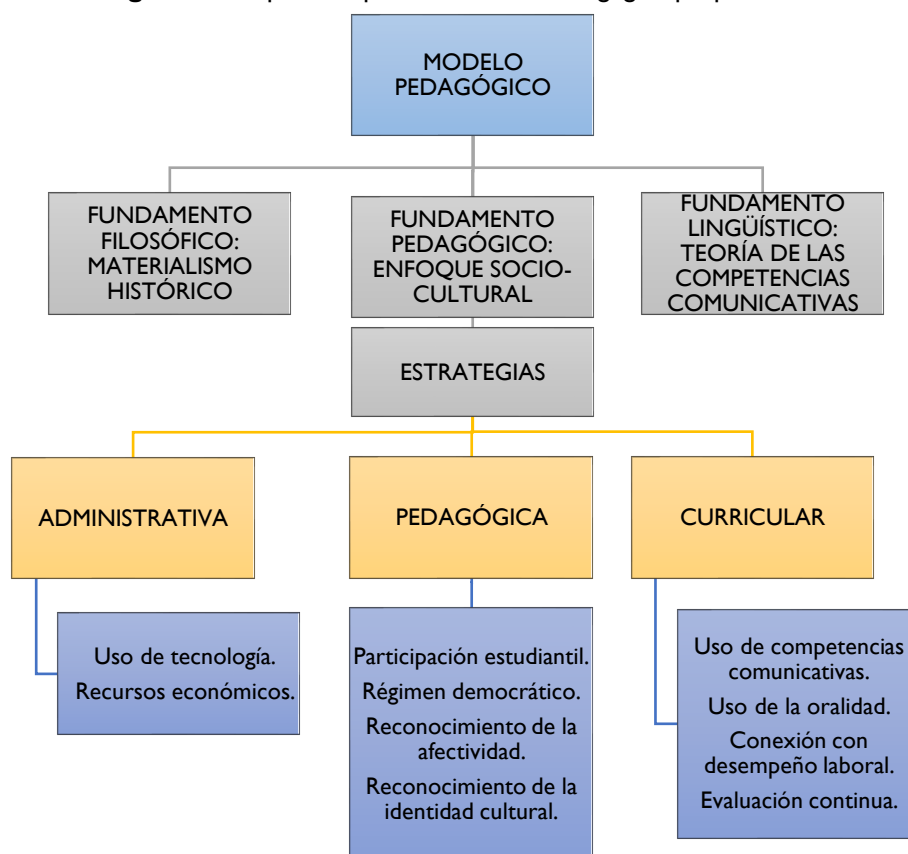 MODELO
PEDAGÓGICO
FUNDAMENTO
FILOSÓFICO:
MATERIALISMO
HISTÓRICO
FUNDAMENTO
PEDAGÓGICO:
ENFOQUE SOCIO-
CULTURAL
FUNDAMENTO
LINGÜÍSTICO:
TEORÍA DE LAS
COMPETENCIAS
COMUNICATIVAS
ESTRATEGIAS
ADMINISTRATIVA
PEDAGÓGICA
CURRICULAR
Uso de tecnología.
Recursos económicos.
Participación estudiantil.
Régimen democrático.
Reconocimiento de la
afectividad.
Reconocimiento de la
identidad cultural.
Uso de competencias
comunicativas.
Uso de la oralidad.
Conexión con
desempeño laboral.
Evaluación continua.